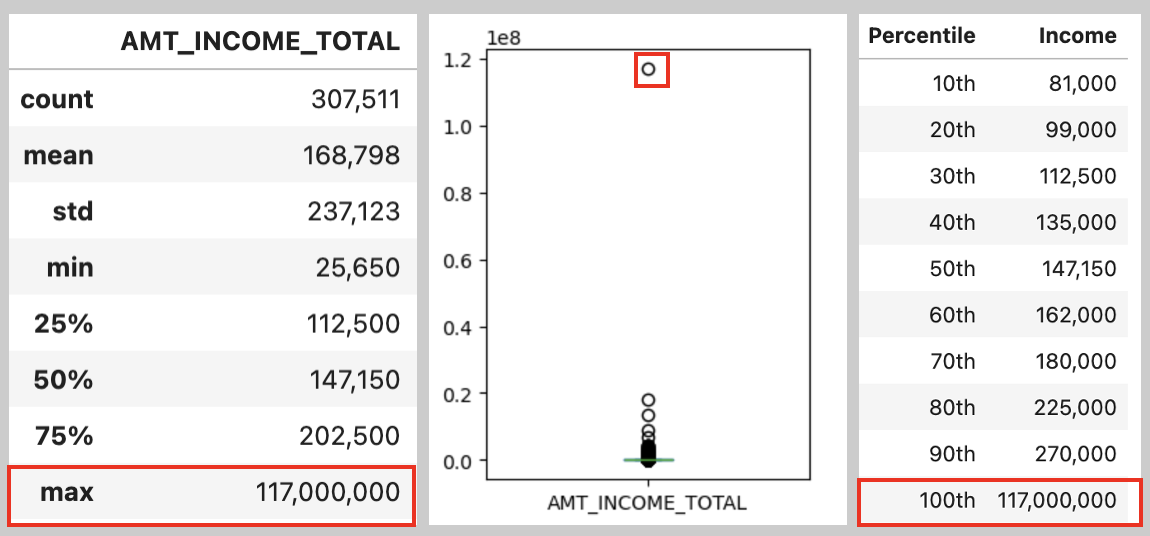 AMT_INCOME_TOTAL
count 307,511
mean 168,798
std 237,123
min 25,650
25% 112,500
50% 147,150
75% 202,500
max 117,000,000
1e8
1.2
1.0
0.8
0.6
0.4
0.2
0.0
AMT_INCOME_TOTAL
Percentile Income
10th 81,000
20th 99,000
30th 112,500
40th 135,000
50th 147,150
60th 162,000
70th 180,000
80th 225,000
90th 270,000
100th 117,000,000